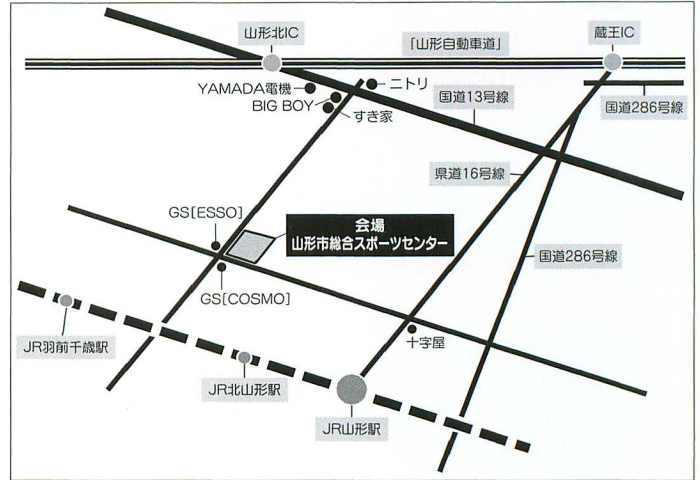 山形北IC
「山形自動車道」
蔵王IC
YAMADA電機
ニトリ
BIG BOY
すき家
国道13号線
国道286号線
県道16号線
GS[ESSO]
会場
山形市総合スポーツセンター
国道286号線
GS[COSMO]
十字屋
JR羽前千歳駅
JR北山形駅
JR山形駅